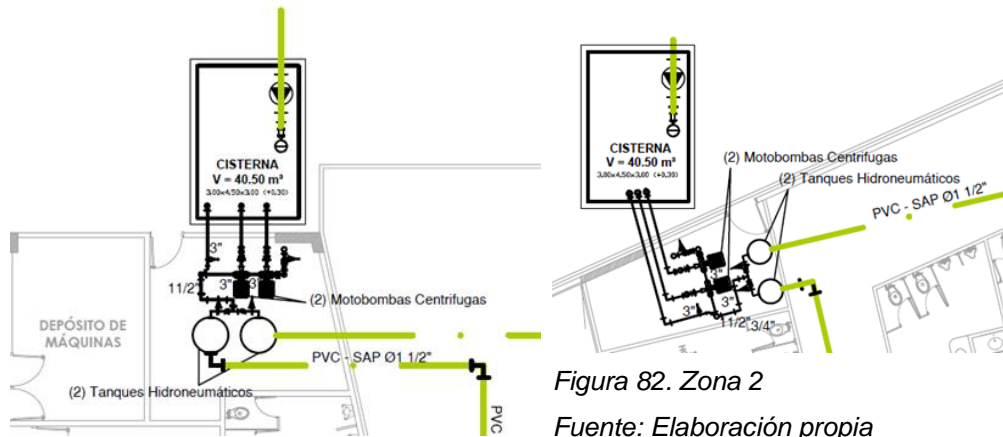 CISTERNA
V = 40.50 m³
3.00x4.50x3.00 (+0.30)
3"
3"
3"
11/2"
(2) Motobombas Centrifugas
DEPÓSITO DE
MÁQUINAS
PVC - SAP Ø1 1/2"
(2) Tanques Hidroneumáticos
PVC
CISTERNA
V = 40.50 m³
3.00x4.50x3.00 (+0.30)
(2) Motobombas Centrifugas
(2) Tanques Hidroneumáticos
PVC - SAP Ø1 1/2"
3"
3"
3"
11/2"
3/4"
Figura 82. Zona 2
Fuente: Elaboración propia